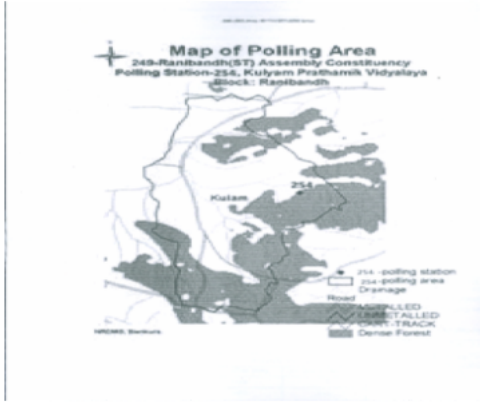 Map of Polling Area
249-Ranibandh(ST) Assembly Constituency
Polling Station-254, Kulyam Prathamik Vidyalaya
Block: Ranibandh
254
Kulam
254 -polling station
254-polling area
Drainage
Road
METALLED
UNMETALLED
CART-TRACK
Dense Forest
NRDMS, Bankura